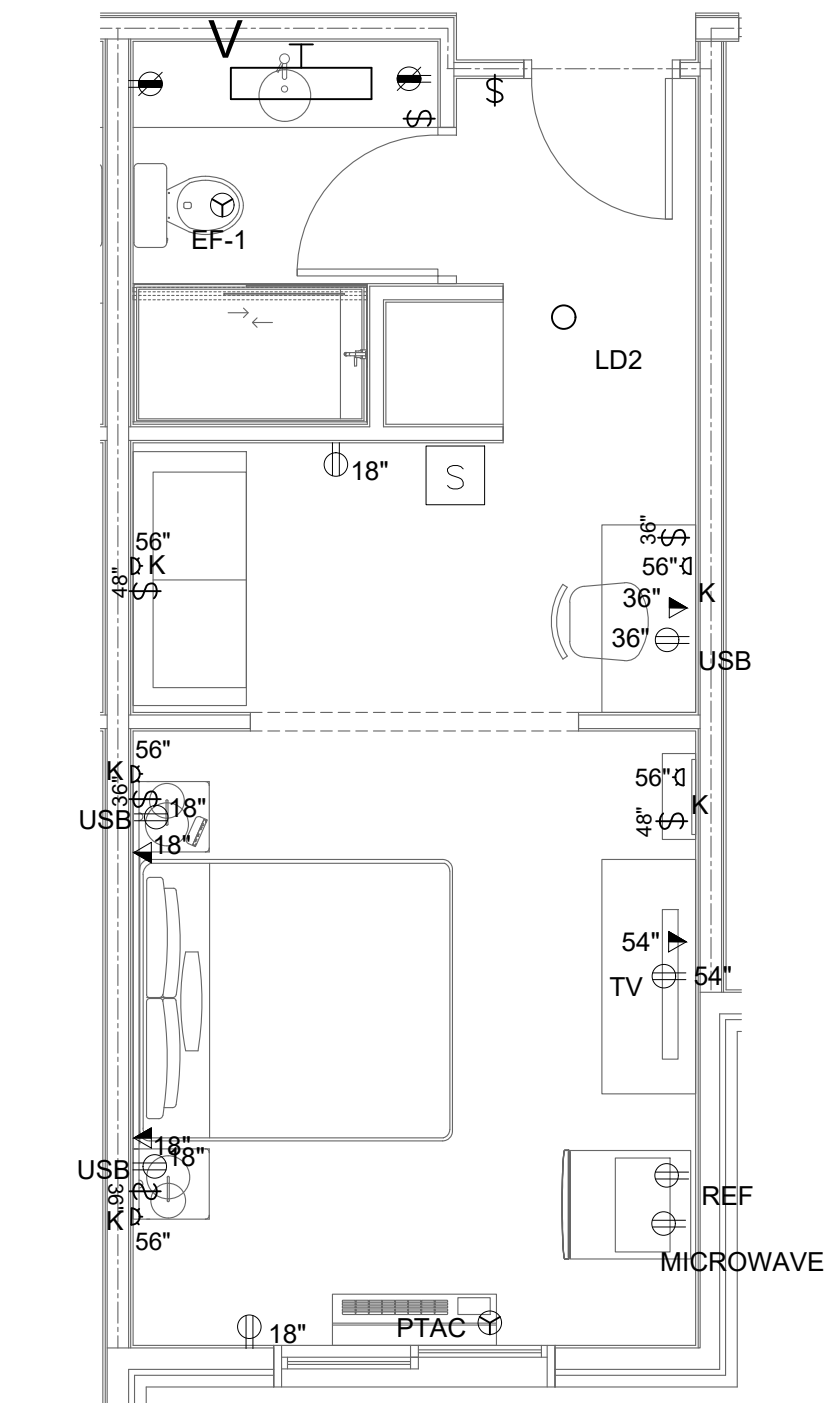 V
T
$
$
EF-1
LD2
18"
S
36"
$
56"
56"
K
K
48"
$
36"
36"
USB
56"
K
56"
K
36"
$
18"
USB
48"
$
18"
54"
TV
54"
18"
18"
USB
36"
$
REF
K
56"
MICROWAVE
18"
PTAC